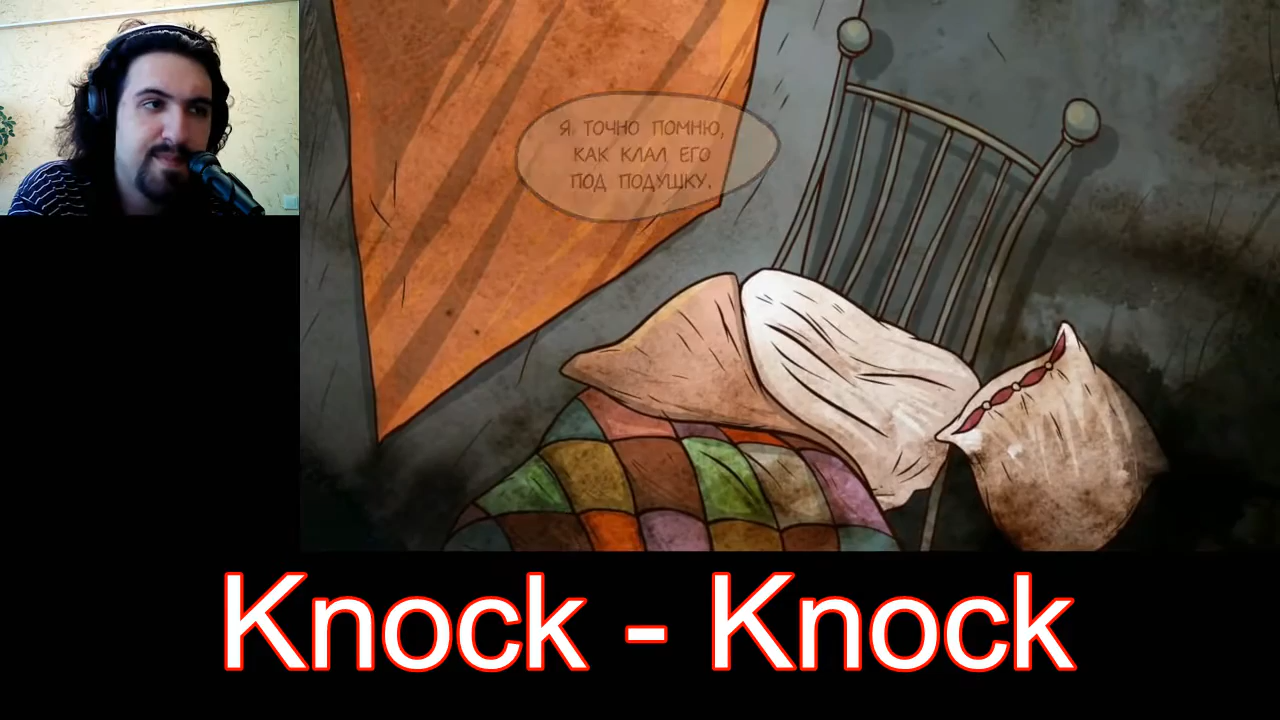 Я ТОЧНО ПОМНЮ,
КАК КЛАЛ ЕГО
ПОД ПОДУШКУ.
Knock - Knock